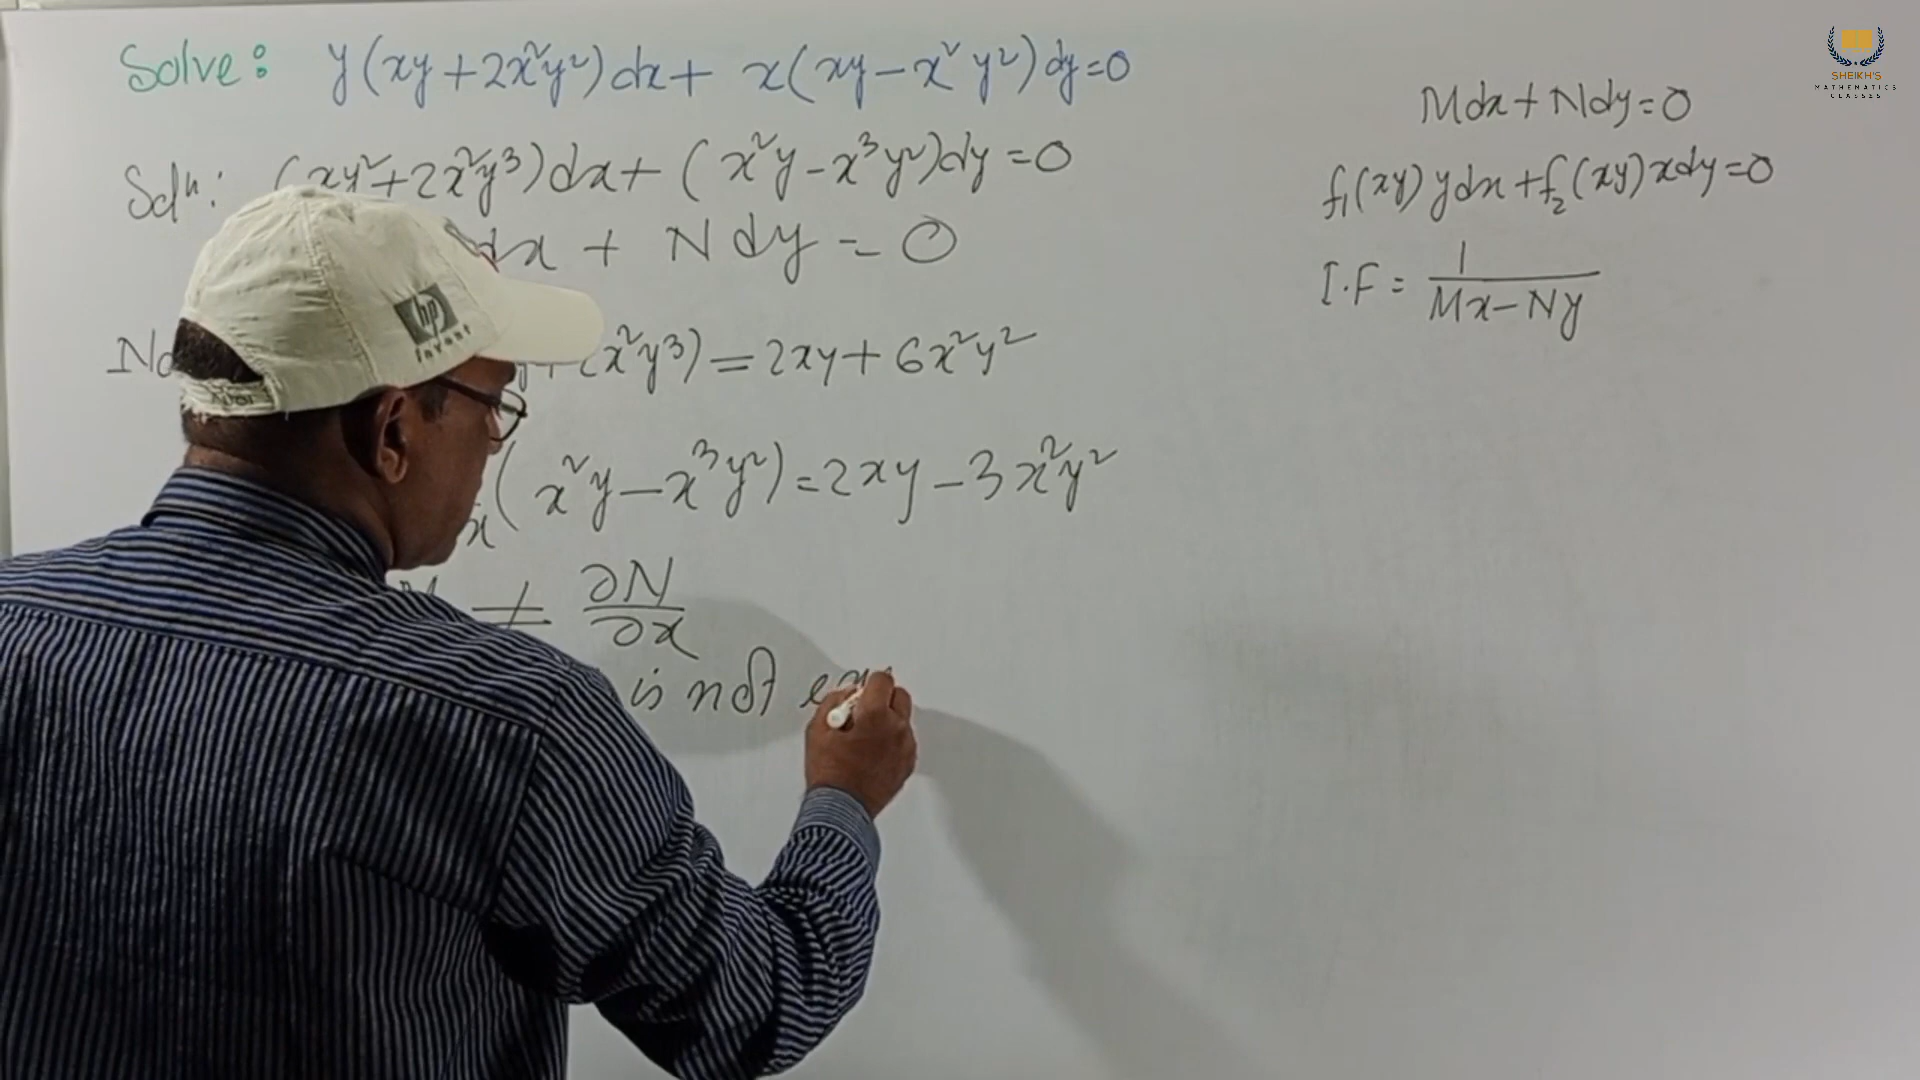 Solve: y(xy+2x²y²)dx+ x(xy-x²y²)dy=0
Solⁿ: (xy²+2x²y³)dx+(x²y-x³y²)dy=0
dx + N dy = 0
x²y³)=2xy+6x²y²
(x²y-x³y²)=2xy-3x²y²
≠ ∂N/∂x
is not
Mdx+Ndy=0
f₁(xy)ydx+f₂(xy)xdy=0
I.F = 1/(Mx-Ny)
SHEIKH'S
MATHEMATICS
CLASSES
hp
invent